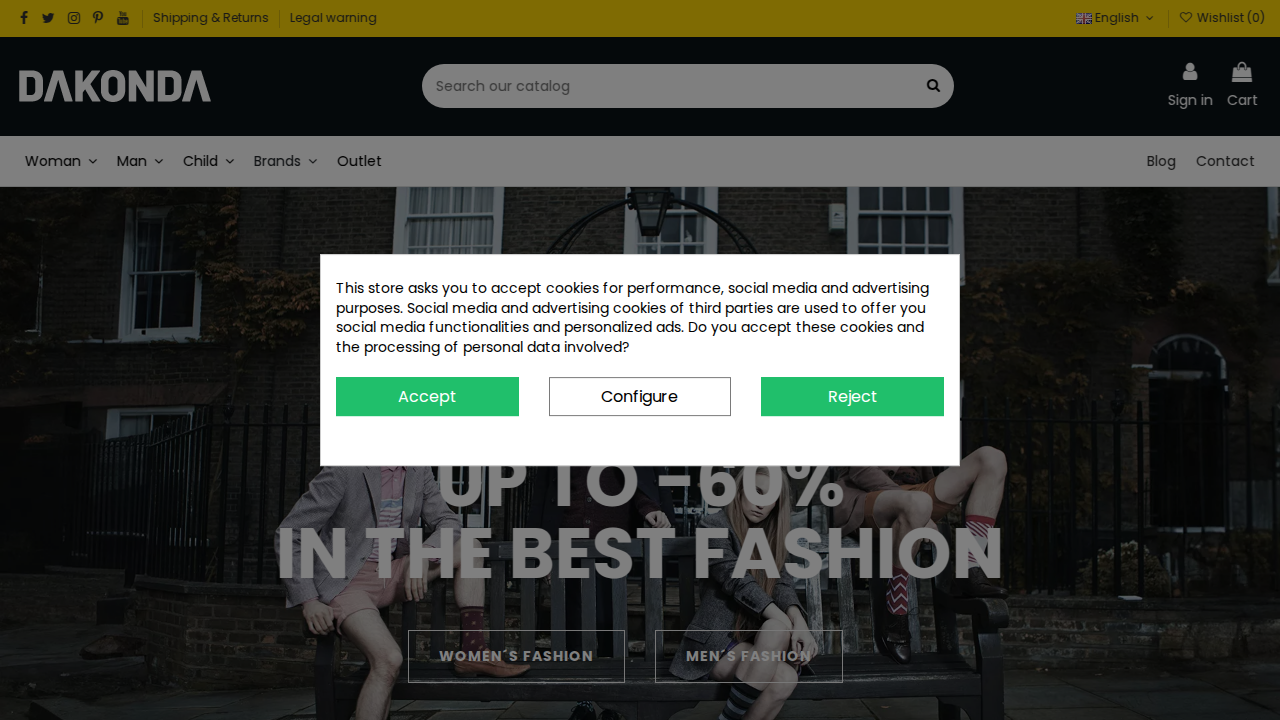 Shipping & Returns
Legal warning
English
Wishlist (0)
DAKONDA
Search our catalog
Sign in
Cart
Woman
Man
Child
Brands
Outlet
Blog
Contact
This store asks you to accept cookies for performance, social media and advertising
purposes. Social media and advertising cookies of third parties are used to offer you
social media functionalities and personalized ads. Do you accept these cookies and
the processing of personal data involved?
Accept
Configure
Reject
UP TO -60%
IN THE BEST FASHION
WOMEN´S FASHION
MEN´S FASHION